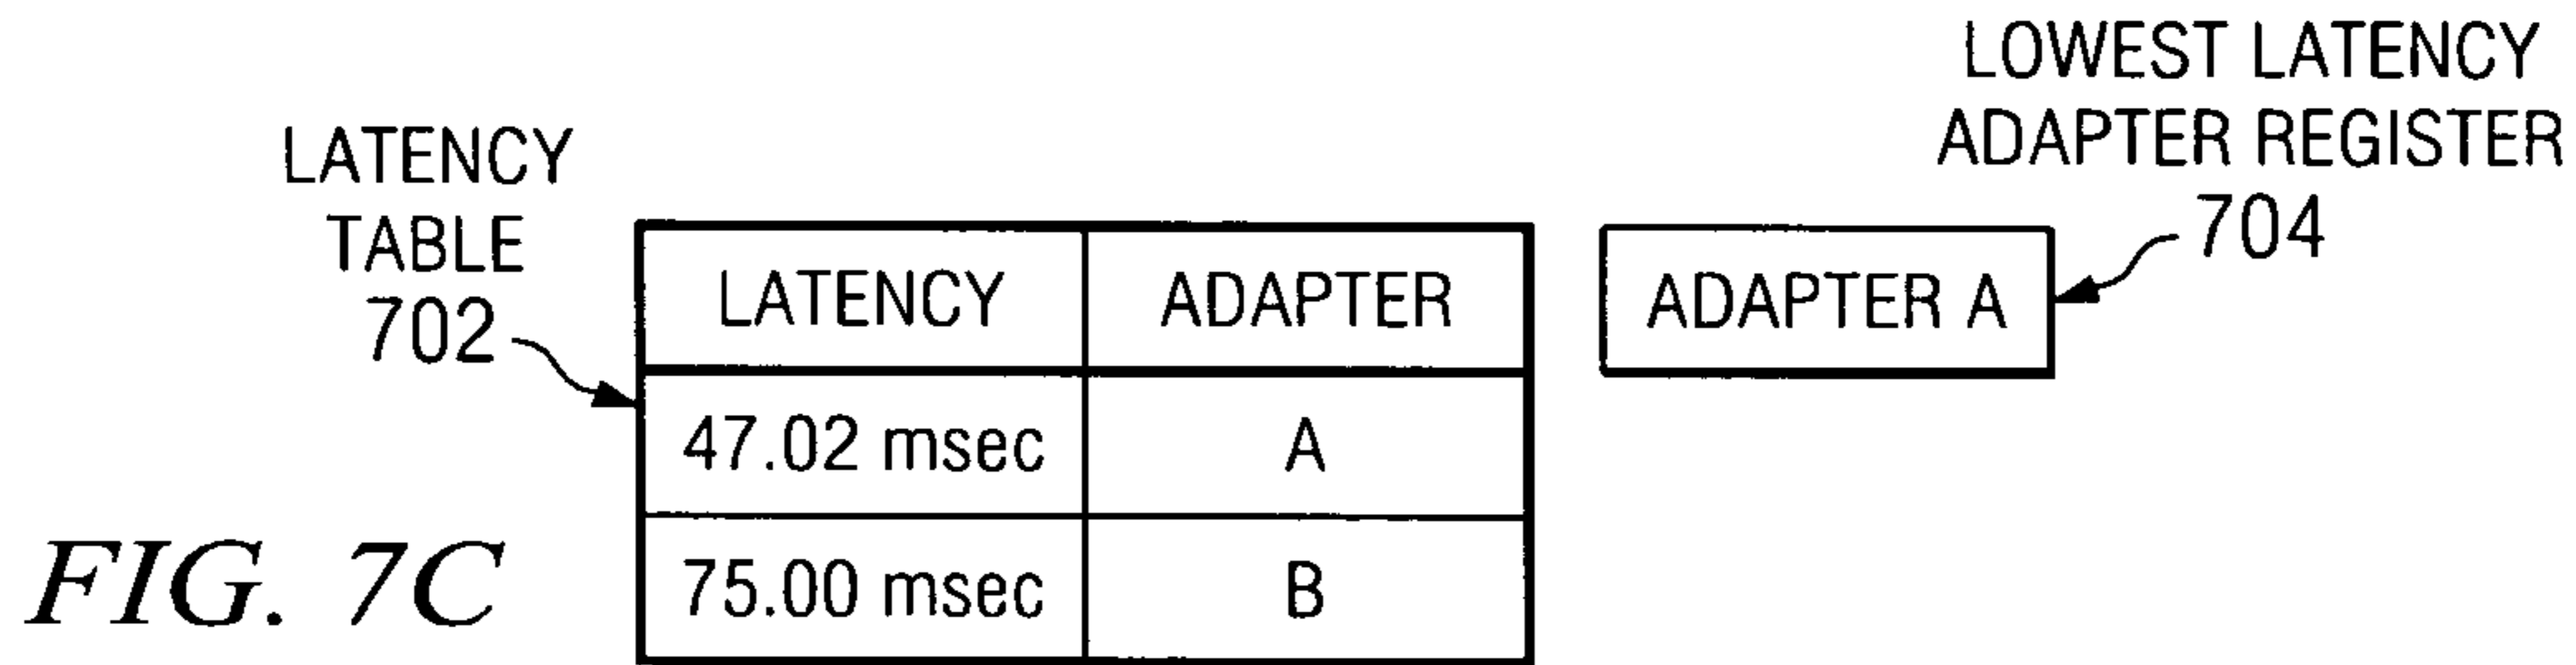 LOWEST LATENCY
ADAPTER REGISTER
704
LATENCY
TABLE
702
LATENCY ADAPTER
47.02 msec A
75.00 msec B
ADAPTER A
FIG. 7C